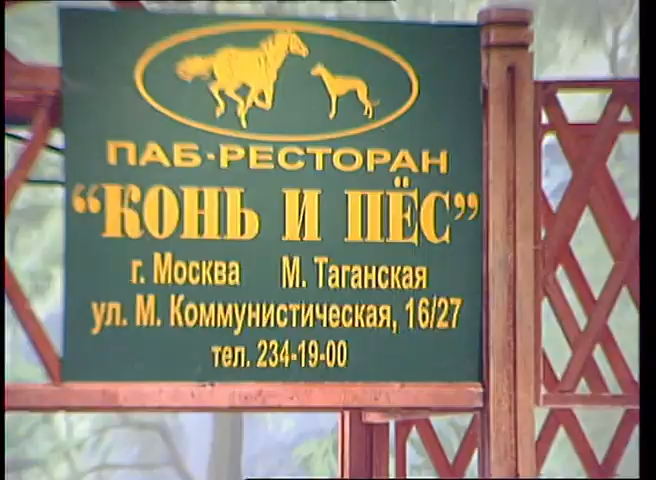 ПАБ-РЕСТОРАН
"КОНЬ И ПЁС"
г. Москва М. Таганская
ул. М. Коммунистическая, 16/27
тел. 234-19-00